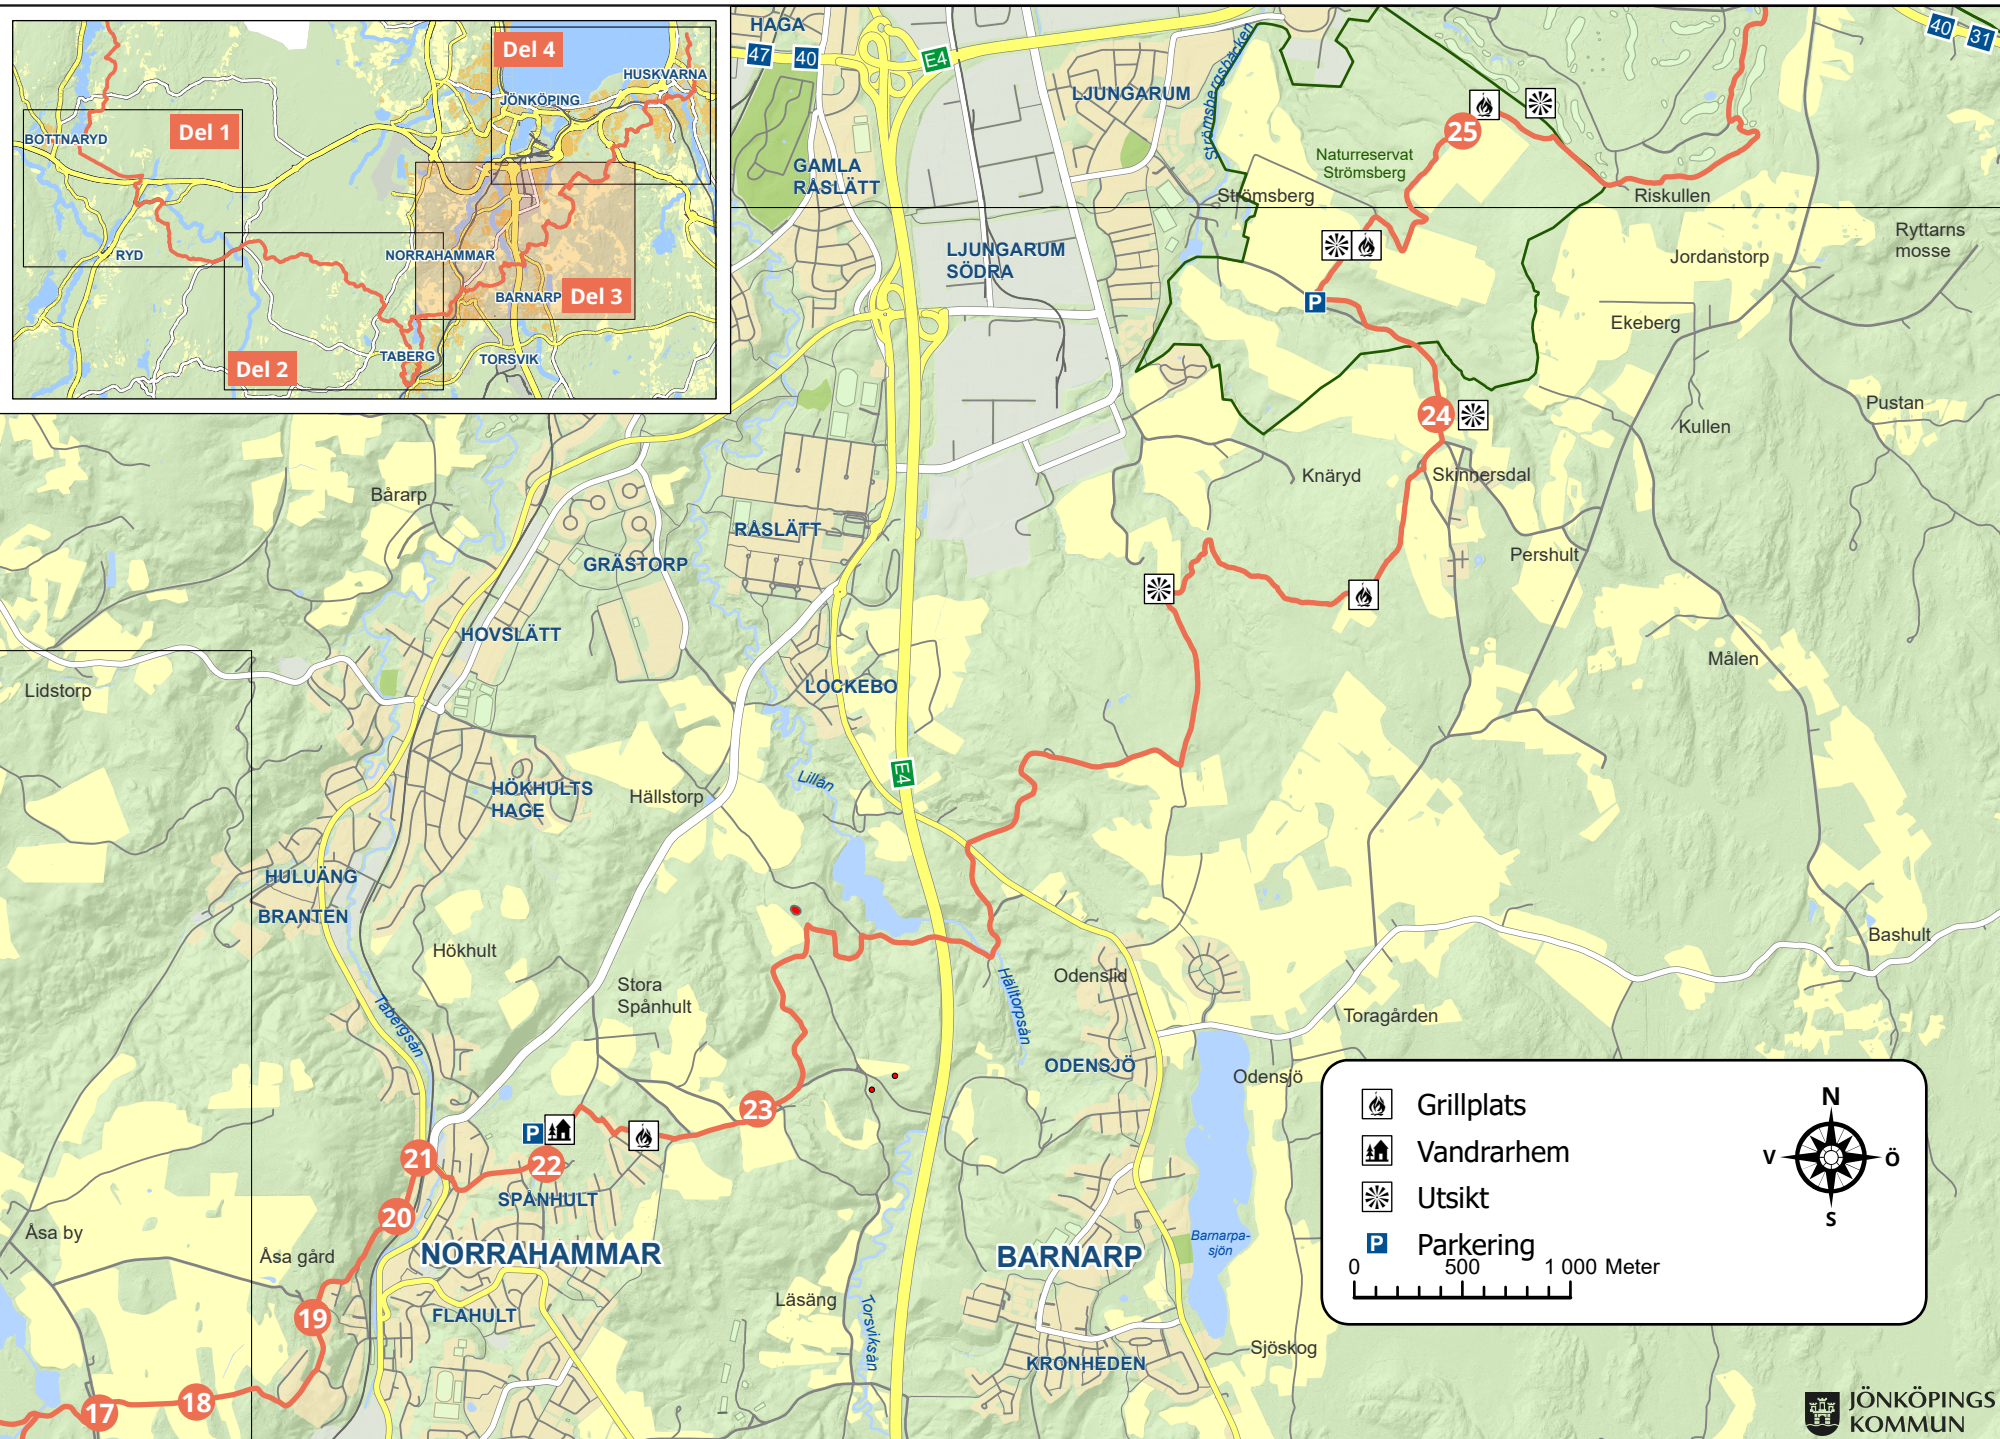 Del 4
HUSKVARNA
JÖNKÖPING
Del 1
BOTTNARYD
RYD
NORRAHAMMAR
BARNARP
Del 3
TABERG
TORSVIK
Del 2
HAGA
47
40
E4
40
31
LJUNGARUM
Strömsbergsbäcken
25
GAMLA
RÅSLÄTT
Naturreservat
Strömsberg
Strömsberg
Riskullen
LJUNGARUM
SÖDRA
Ryttarns
mosse
Jordanstorp
P
Ekeberg
24
Pustan
Kullen
Knäryd
Skinnersdal
Bårarp
RÅSLÄTT
GRÄSTORP
Pershult
HOVSLÄTT
Målen
Lidstorp
LOCKEBO
E4
Lillån
HÖKHULTS
HAGE
Hällstorp
HULUÄNG
BRANTEN
Hökhult
Bashult
Stora
Spånhult
Odenslid
Hälltorpsån
Toragården
Tabergsån
ODENSJÖ
Odensjö
23
P
21
22
SPÅNHULT
20
Åsa by
Åsa gård
NORRAHAMMAR
BARNARP
Barnarpa-
sjön
19
FLAHULT
Läsäng
Torsviksån
KRONHEDEN
Sjöskog
18
17
Grillplats
Vandrarhem
Utsikt
P Parkering
0 500 1 000 Meter
N
V
Ö
S
JÖNKÖPINGS
KOMMUN